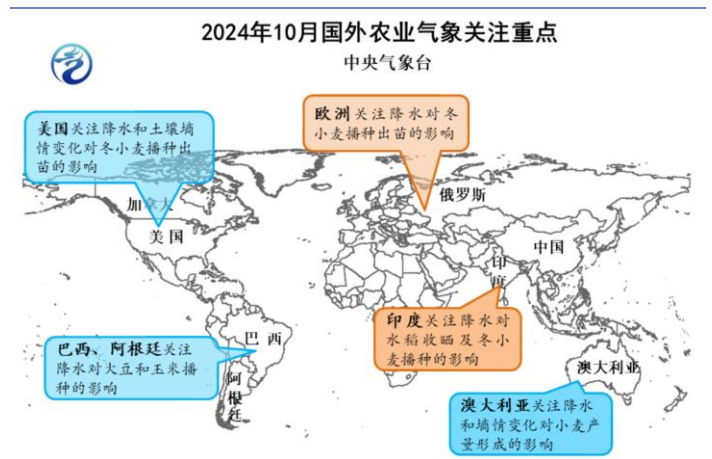 2024年10月国外农业气象关注重点
中央气象台
美国关注降水和土壤墒
情变化对冬小麦播种出
苗的影响
欧洲关注降水对冬
小麦播种出苗的影响
加拿大
美国
俄罗斯
中国
印度
巴西
阿根廷
巴西、阿根廷关注
降水对大豆和玉米播
种的影响
印度关注降水对
水稻收晒及冬小
麦播种的影响
澳大利亚
澳大利亚关注降水
和墒情变化对小麦产
量形成的影响